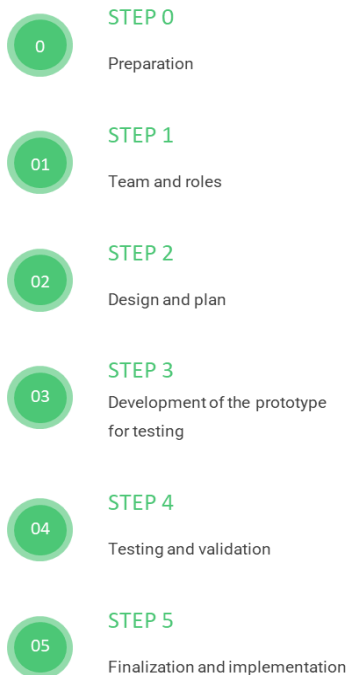 STEP 0
0
Preparation
STEP 1
01
Team and roles
STEP 2
02
Design and plan
STEP 3
03
Development of the prototype
for testing
STEP 4
04
Testing and validation
STEP 5
05
Finalization and implementation